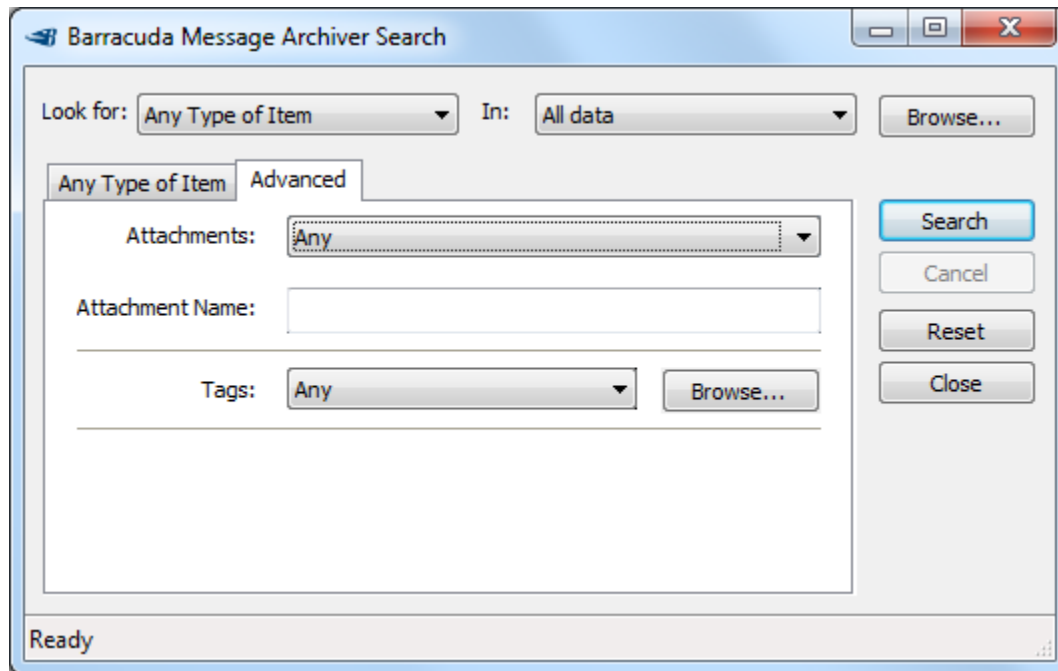 Barracuda Message Archiver Search
Look for: Any Type of Item In: All data Browse...
Any Type of Item Advanced
Attachments: Any Search
Cancel
Attachment Name:
Reset
Tags: Any Browse... Close
Ready